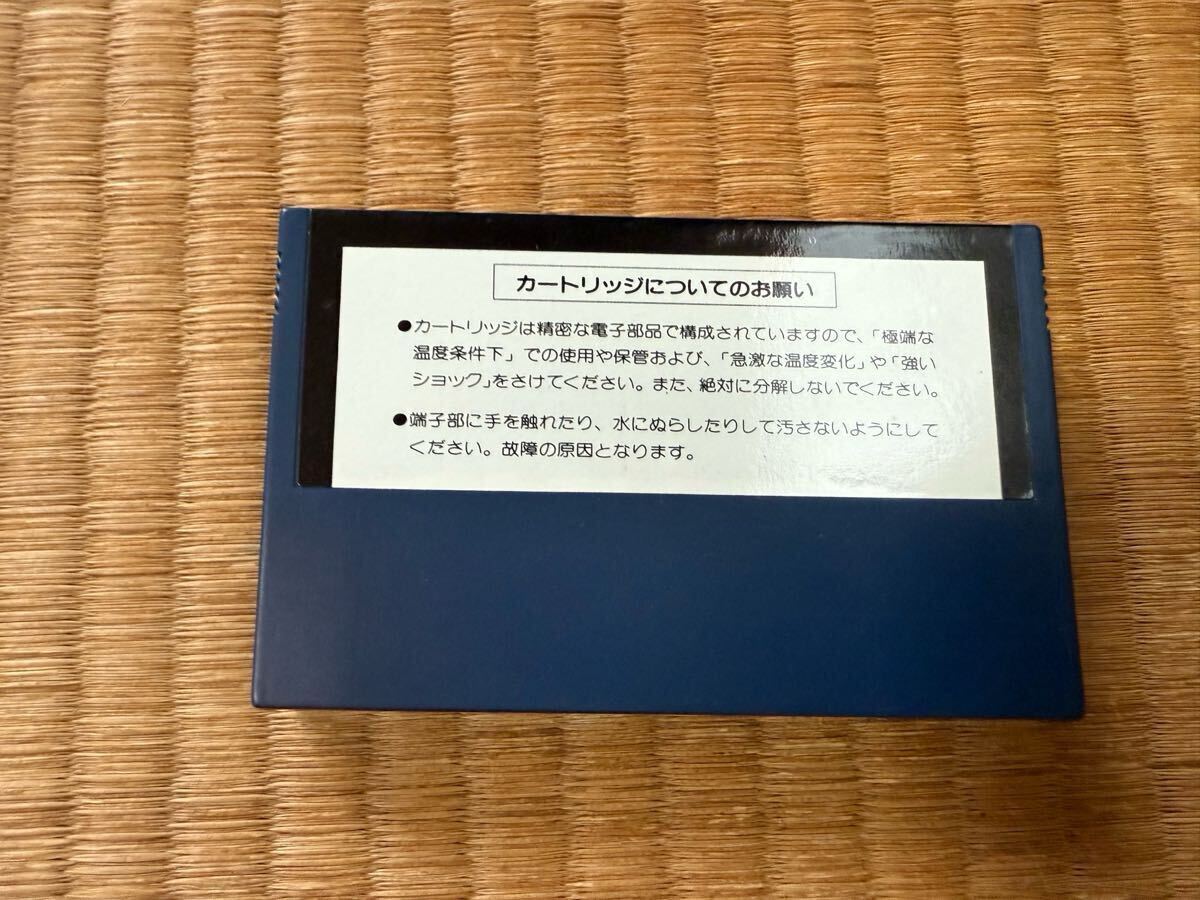 カートリッジについてのお願い
●カートリッジは精密な電子部品で構成されていますので、「極端な
温度条件下」での使用や保管および、「急激な温度変化」や「強い
ショック」をさけてください。また、絶対に分解しないでください。
●端子部に手を触れたり、水にぬらしたりして汚さないようにして
ください。故障の原因となります。